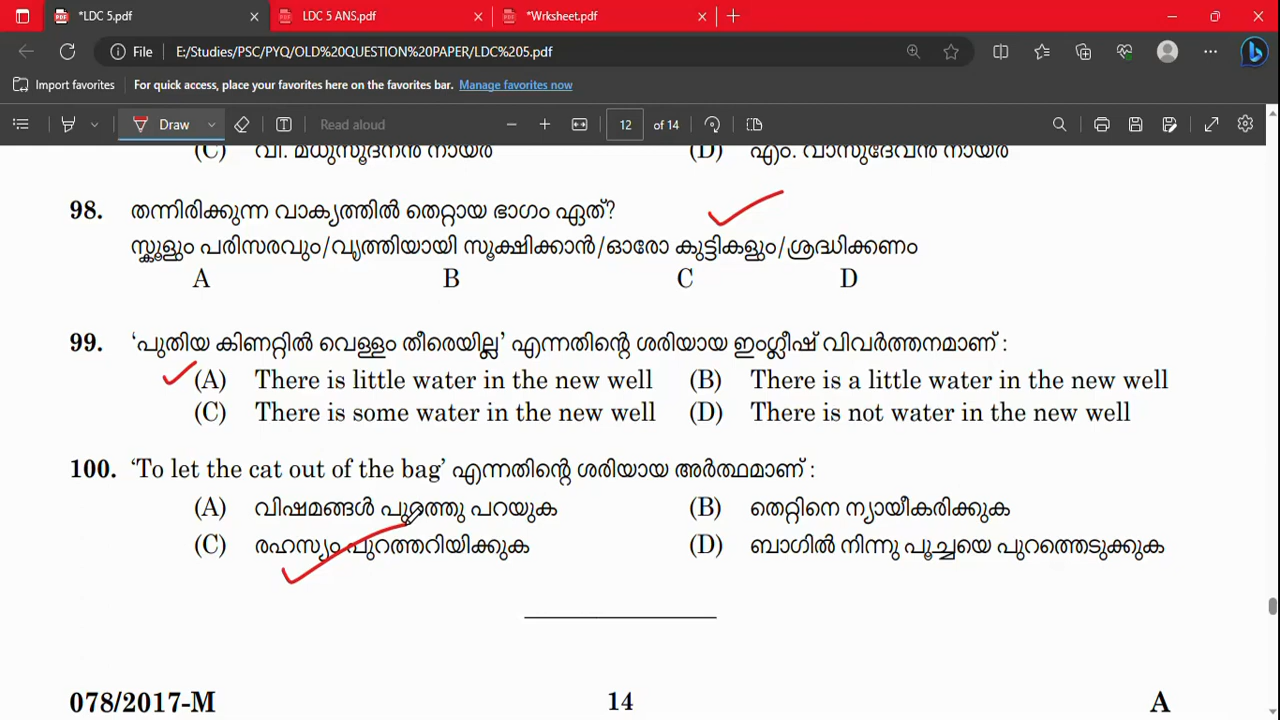 *LDC 5.pdf
LDC 5 ANS.pdf
*Wrksheet.pdf
File
E:/Studies/PSC/PYQ/OLD%20QUESTION%20PAPER/LDC%205.pdf
Import favorites
For quick access, place your favorites here on the favorites bar. Manage favorites now
Draw
Read aloud
12 of 14
(C) വി. മധുസൂദനൻ നായർ (D) എം. വാസുദേവൻ നായർ
98. തന്നിരിക്കുന്ന വാക്യത്തിൽ തെറ്റായ ഭാഗം ഏത്?
സ്കൂളും പരിസരവും/വൃത്തിയായി സൂക്ഷിക്കാൻ/ഓരോ കുട്ടികളും/ശ്രദ്ധിക്കണം
A B C D
99. 'പുതിയ കിണറ്റിൽ വെള്ളം തീരെയില്ല' എന്നതിന്റെ ശരിയായ ഇംഗ്ലീഷ് വിവർത്തനമാണ് :
(A) There is little water in the new well (B) There is a little water in the new well
(C) There is some water in the new well (D) There is not water in the new well
100. 'To let the cat out of the bag' എന്നതിന്റെ ശരിയായ അർത്ഥമാണ് :
(A) വിഷമങ്ങൾ പുറത്തു പറയുക (B) തെറ്റിനെ ന്യായീകരിക്കുക
(C) രഹസ്യം പുറത്തറിയിക്കുക (D) ബാഗിൽ നിന്നു പൂച്ചയെ പുറത്തെടുക്കുക
078/2017-M 14 A